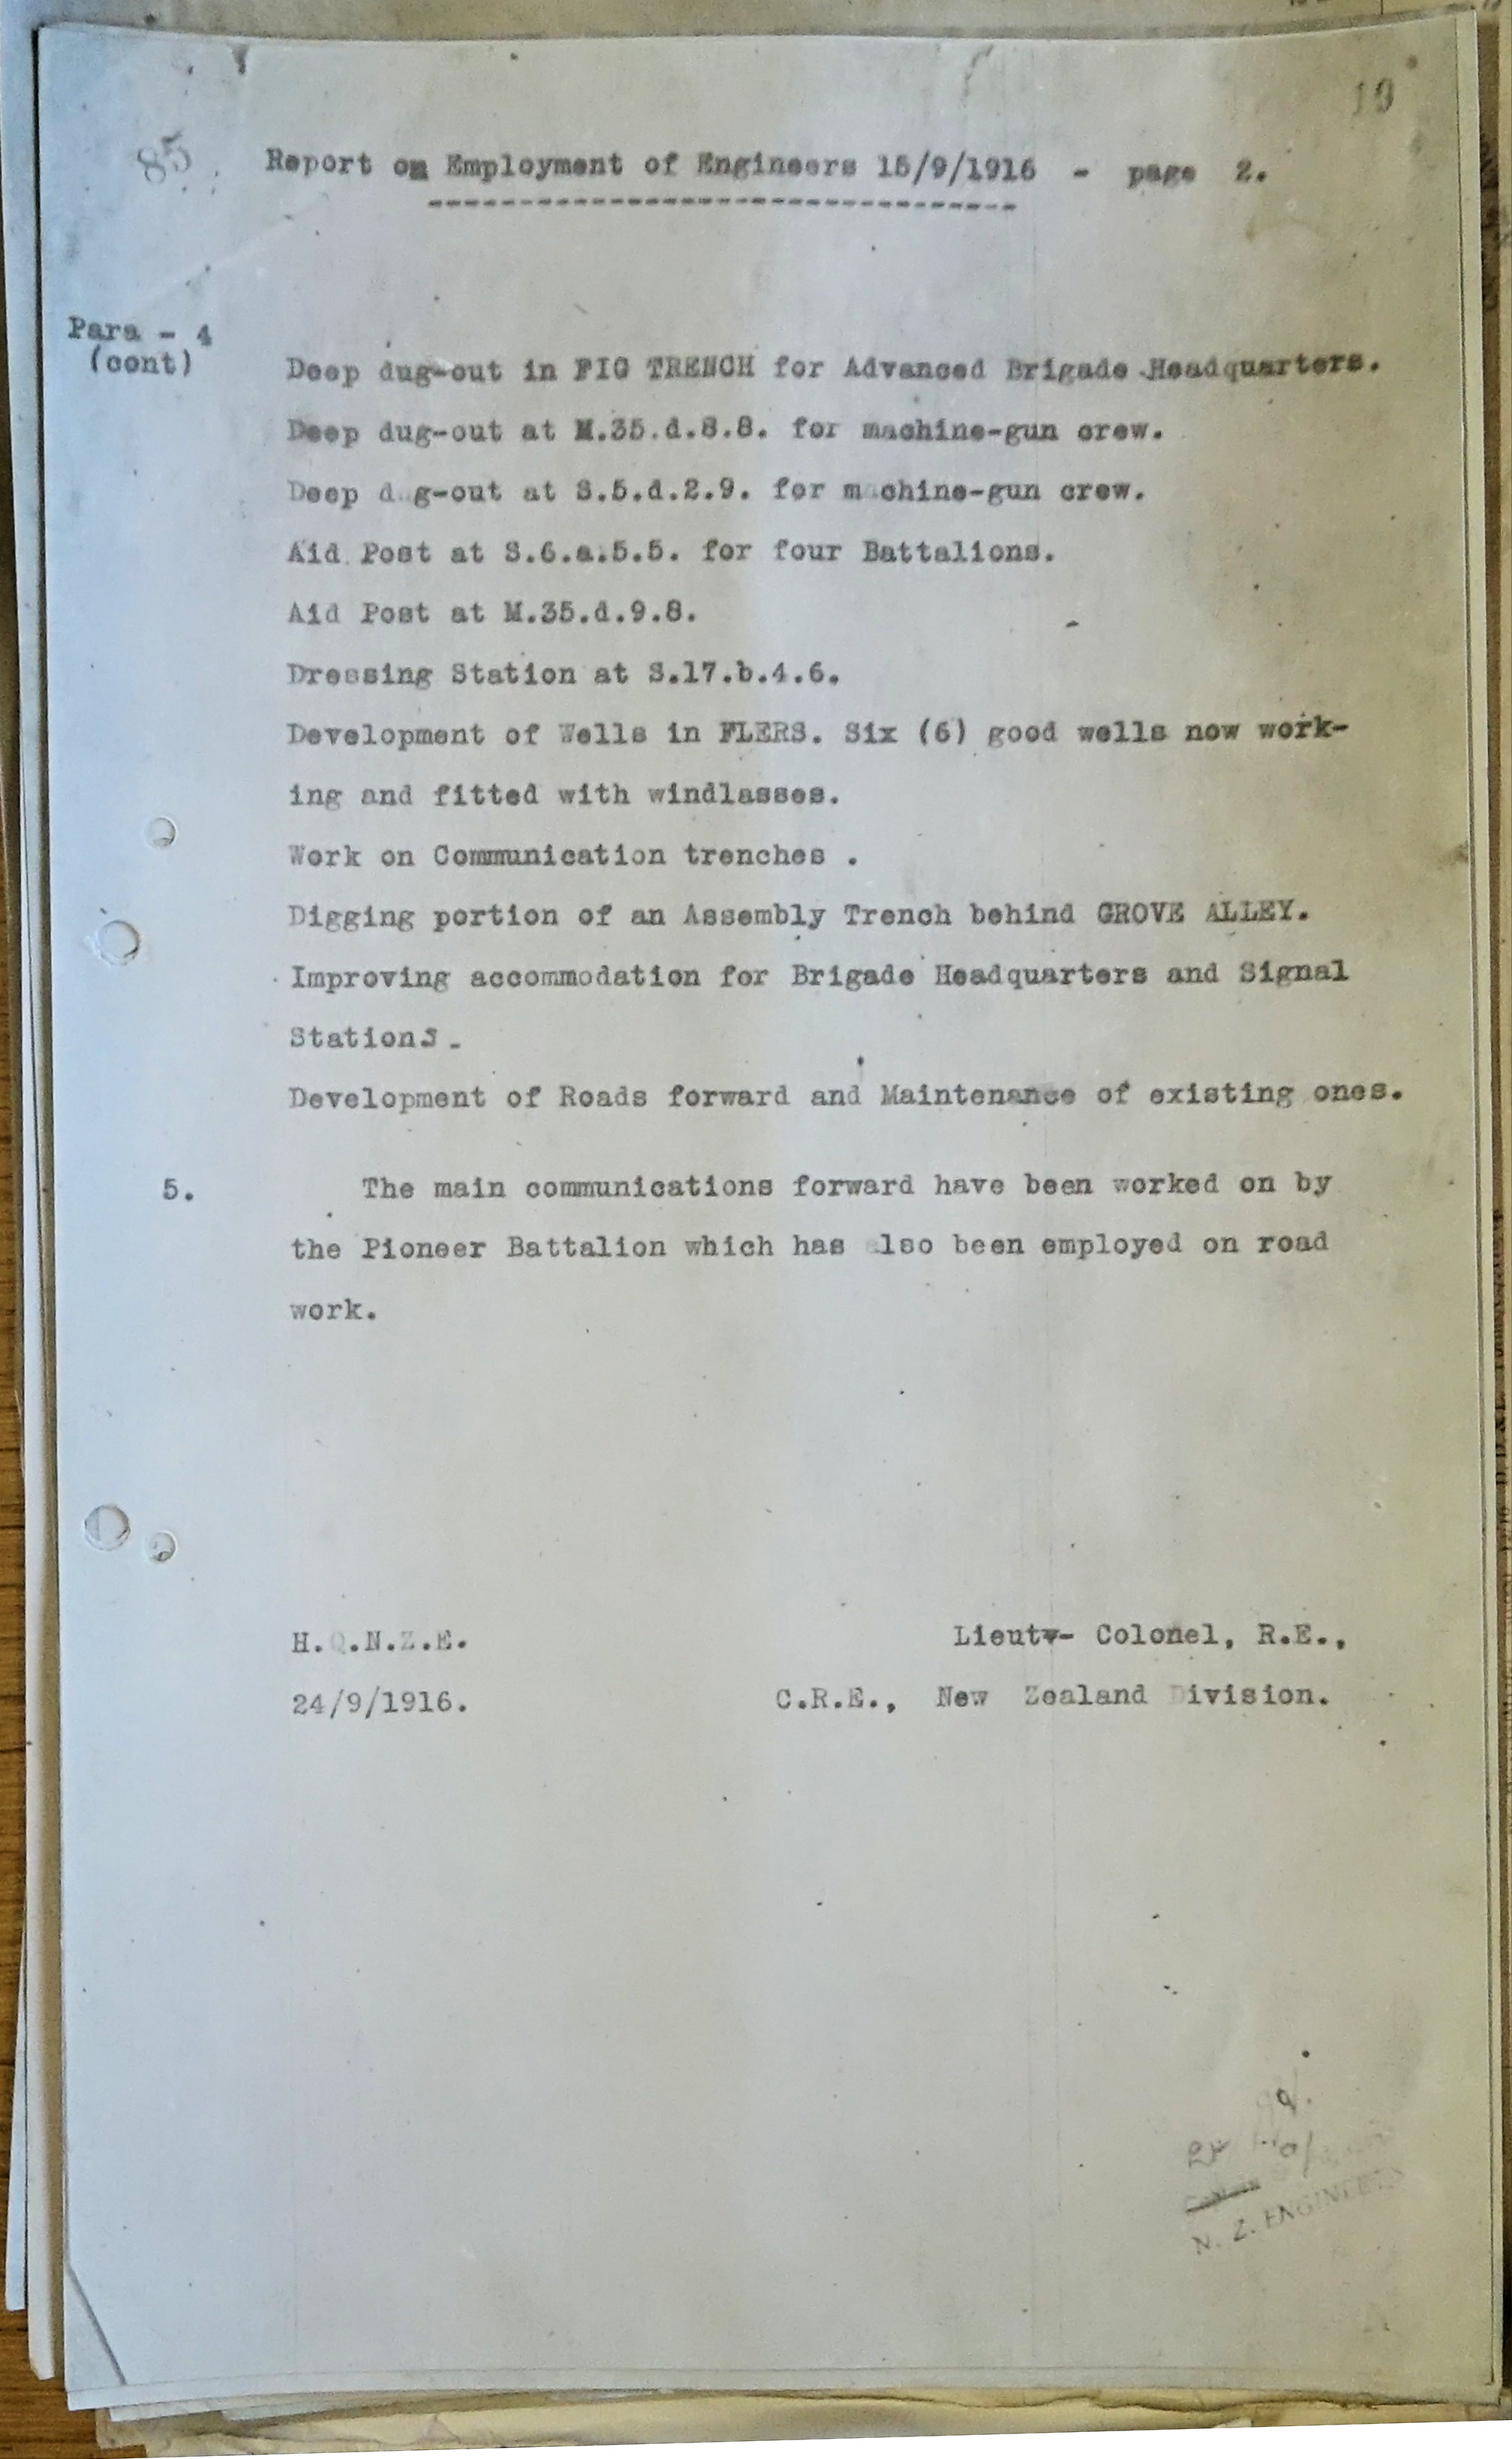 19
85
Report on Employment of Engineers 15/9/1916 - page 2.
Para - 4
(cont)
Deep dug-out in FIG TRENCH for Advanced Brigade Headquarters.
Deep dug-out at M.35.d.8.8. for machine-gun crew.
Deep dug-out at S.5.d.2.9. for machine-gun crew.
Aid Post at S.6.a.5.5. for four Battalions.
Aid Post at M.35.d.9.8.
Dressing Station at S.17.b.4.6.
Development of Wells in FLERS. Six (6) good wells now work-
ing and fitted with windlasses.
Work on Communication trenches .
Digging portion of an Assembly Trench behind GROVE ALLEY.
Improving accommodation for Brigade Headquarters and Signal
Stations.
Development of Roads forward and Maintenance of existing ones.
5. The main communications forward have been worked on by
the Pioneer Battalion which has also been employed on road
work.
H.Q.N.Z.E. Lieut- Colonel, R.E.,
24/9/1916. C.R.E., New Zealand Division.
N. Z. ENGINEERS